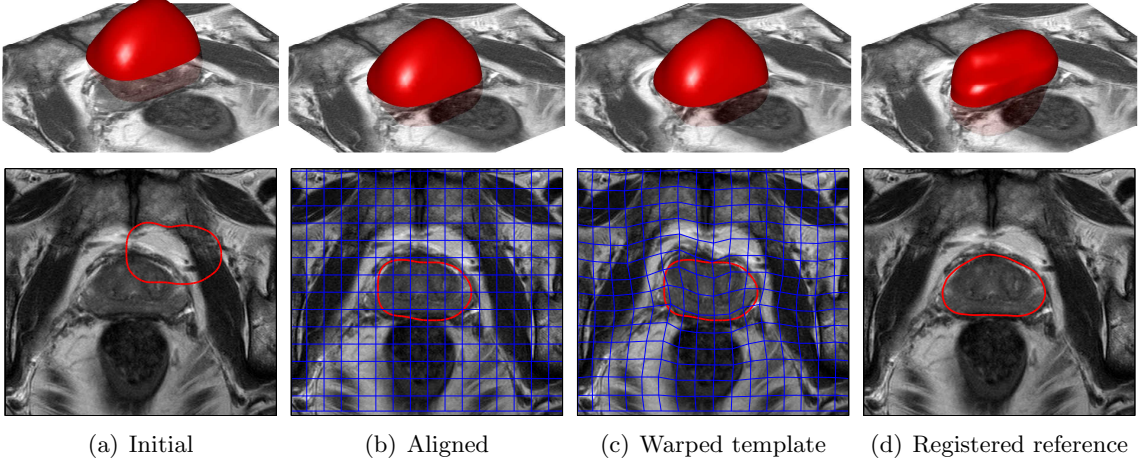 (a) Initial
(b) Aligned
(c) Warped template
(d) Registered reference